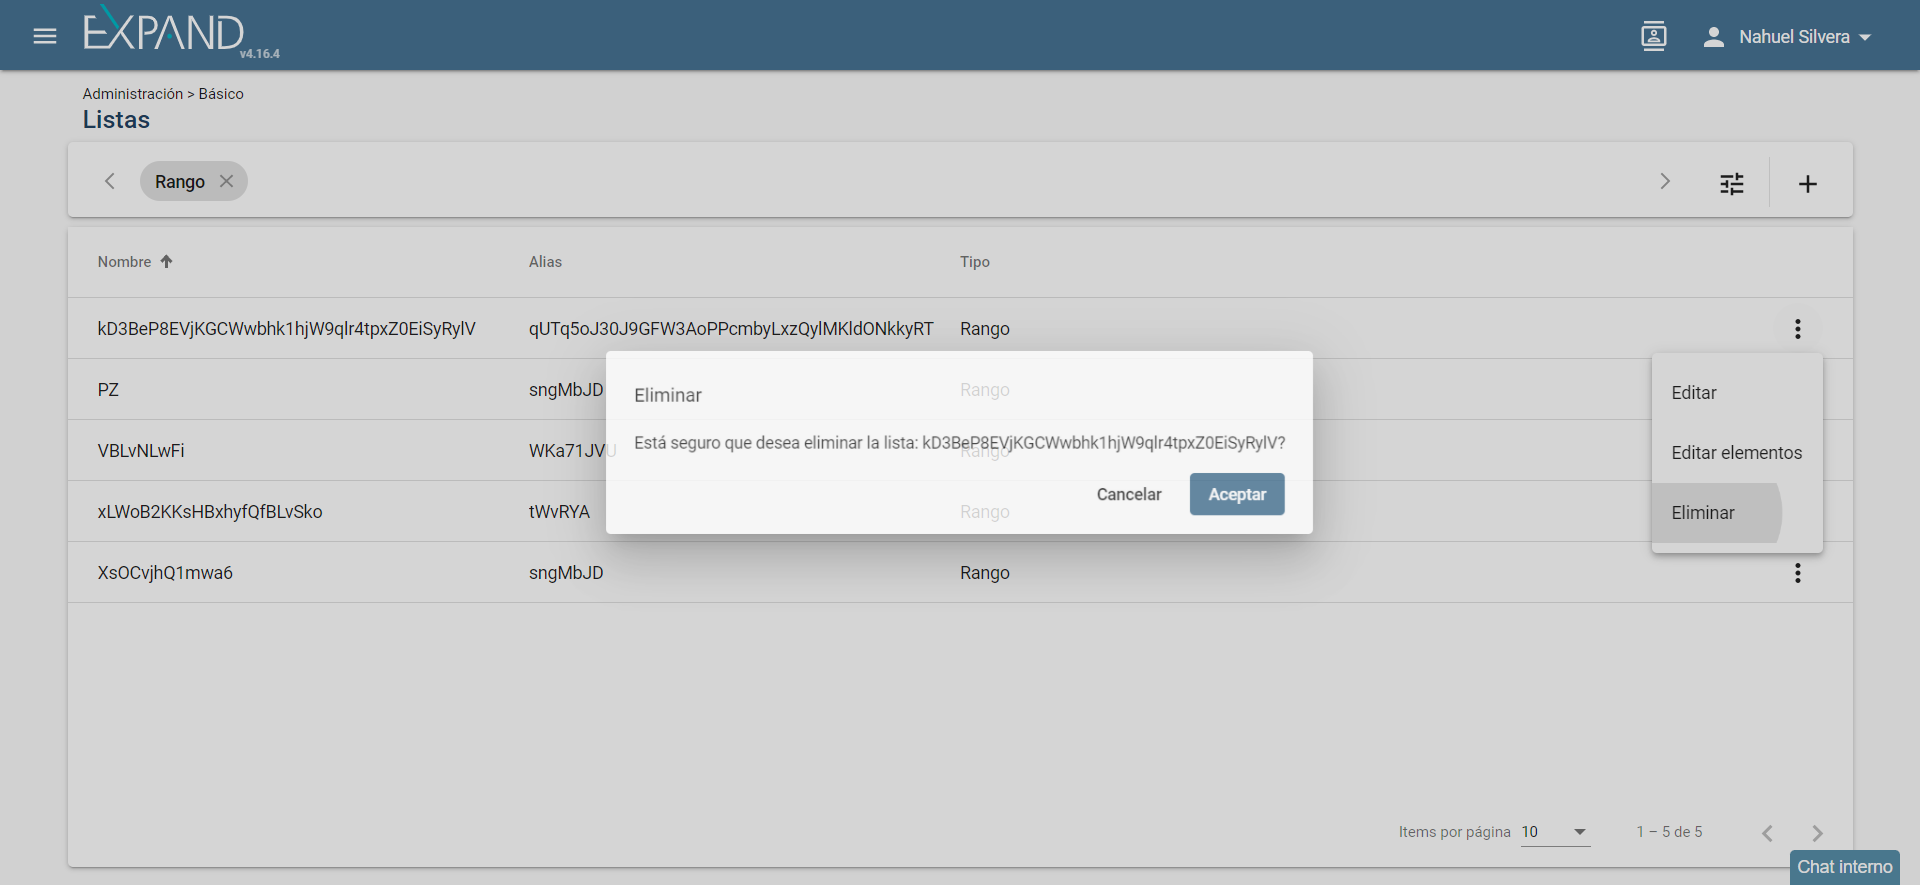 EXPAND
v4.16.4
Nahuel Silvera
Administración > Básico
Listas
Rango
Nombre Alias Tipo
kD3BeP8EVjKGCWwbhk1hjW9qlr4tpxZ0EiSyRylV qUTq5oJ30J9GFW3AoPPcmbyLxzQylMKldONkkyRT Rango
PZ sngMbJD Rango
VBLvNLwFi WKa71JVU Rango
xLWoB2KKsHBxhyfQfBLvSko tWvRYA Rango
XsOCvjhQ1mwa6 sngMbJD Rango
Eliminar
Está seguro que desea eliminar la lista: kD3BeP8EVjKGCWwbhk1hjW9qlr4tpxZ0EiSyRylV?
Cancelar Aceptar
Editar
Editar elementos
Eliminar
Items por página 10 1 – 5 de 5
Chat interno